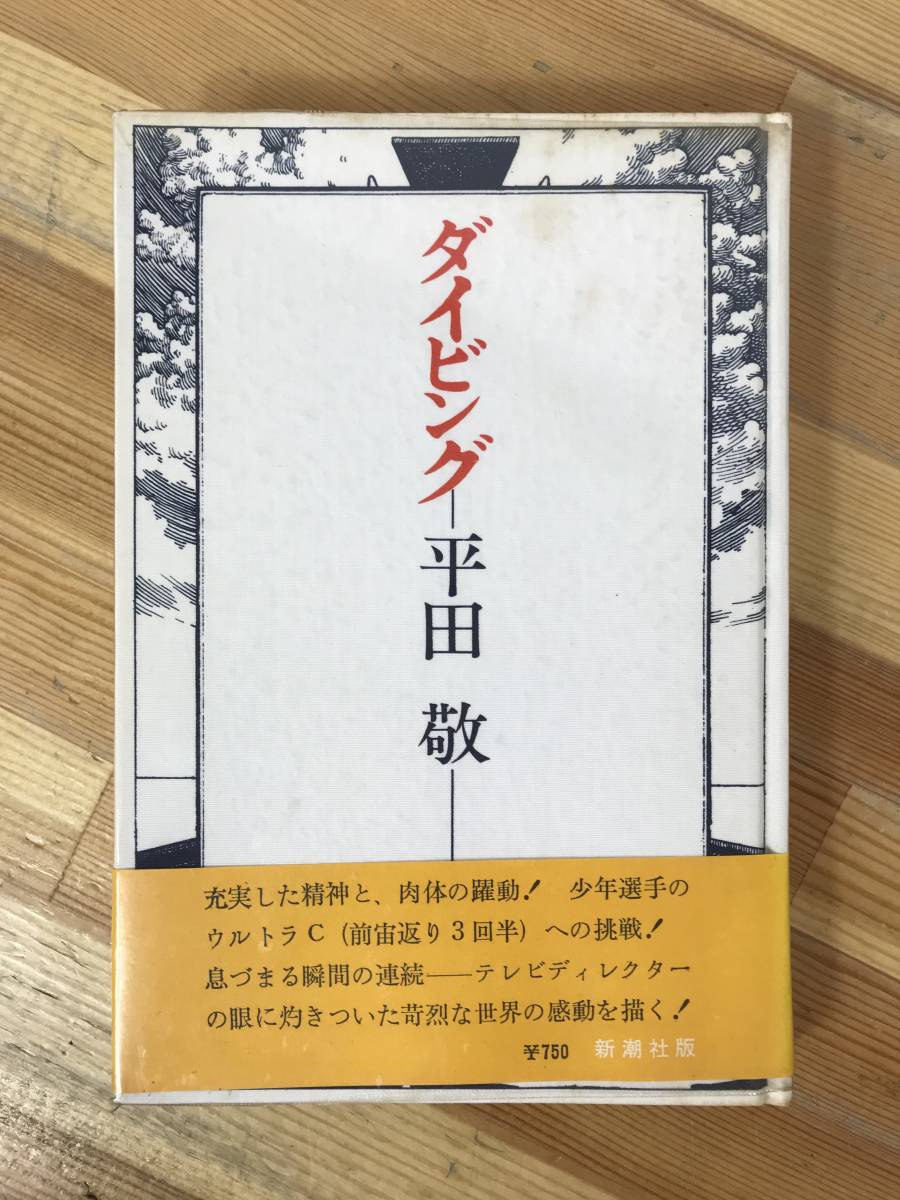 ダイビング
平田 敬
充実した精神と、肉体の躍動! 少年選手の
ウルトラC(前宙返り3回半)への挑戦!
息づまる瞬間の連続——テレビディレクター
の眼に灼きついた苛烈な世界の感動を描く!
¥750 新潮社版